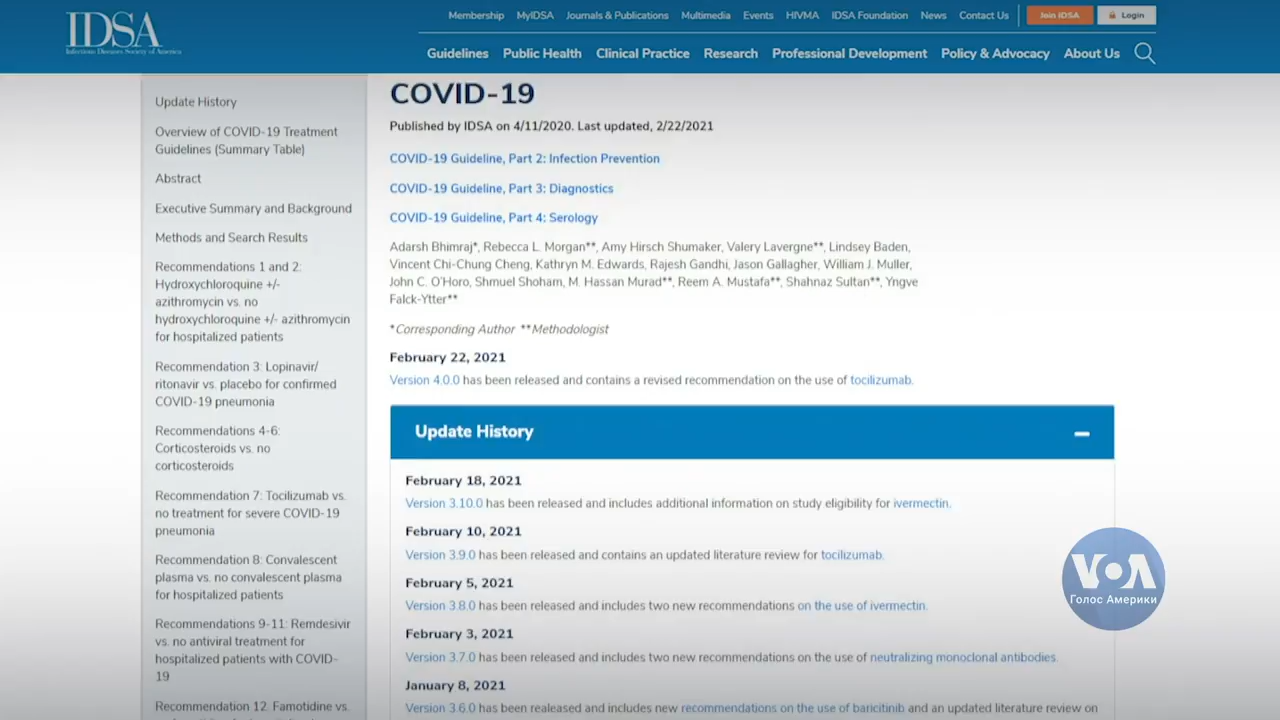 IDSA
Infectious Diseases Society of America
Membership MyIDSA Journals & Publications Multimedia Events HIVMA IDSA Foundation News Contact Us Join IDSA Login
Guidelines Public Health Clinical Practice Research Professional Development Policy & Advocacy About Us
Update History
Overview of COVID-19 Treatment
Guidelines (Summary Table)
Abstract
Executive Summary and Background
Methods and Search Results
Recommendations 1 and 2:
Hydroxychloroquine +/-
azithromycin vs. no
hydroxychloroquine +/- azithromycin
for hospitalized patients
Recommendation 3: Lopinavir/
ritonavir vs. placebo for confirmed
COVID-19 pneumonia
Recommendations 4-6:
Corticosteroids vs. no
corticosteroids
Recommendation 7: Tocilizumab vs.
no treatment for severe COVID-19
pneumonia
Recommendation 8: Convalescent
plasma vs. no convalescent plasma
for hospitalized patients
Recommendations 9-11: Remdesivir
vs. no antiviral treatment for
hospitalized patients with COVID-
19
Recommendation 12: Famotidine vs.
COVID-19
Published by IDSA on 4/11/2020. Last updated, 2/22/2021
COVID-19 Guideline, Part 2: Infection Prevention
COVID-19 Guideline, Part 3: Diagnostics
COVID-19 Guideline, Part 4: Serology
Adarsh Bhimraj*, Rebecca L. Morgan**, Amy Hirsch Shumaker, Valery Lavergne**, Lindsey Baden,
Vincent Chi-Chung Cheng, Kathryn M. Edwards, Rajesh Gandhi, Jason Gallagher, William J. Muller,
John C. O'Horo, Shmuel Shoham, M. Hassan Murad**, Reem A. Mustafa**, Shahnaz Sultan**, Yngve
Falck-Ytter**
*Corresponding Author **Methodologist
February 22, 2021
Version 4.0.0 has been released and contains a revised recommendation on the use of tocilizumab.
Update History
February 18, 2021
Version 3.10.0 has been released and includes additional information on study eligibility for ivermectin.
February 10, 2021
Version 3.9.0 has been released and contains an updated literature review for tocilizumab.
February 5, 2021
Version 3.8.0 has been released and includes two new recommendations on the use of ivermectin.
February 3, 2021
Version 3.7.0 has been released and includes two new recommendations on the use of neutralizing monoclonal antibodies.
January 8, 2021
Version 3.6.0 has been realeased and includes new recommendations on the use of baricitinib and an updated literature review on
VOA
Голос Америки